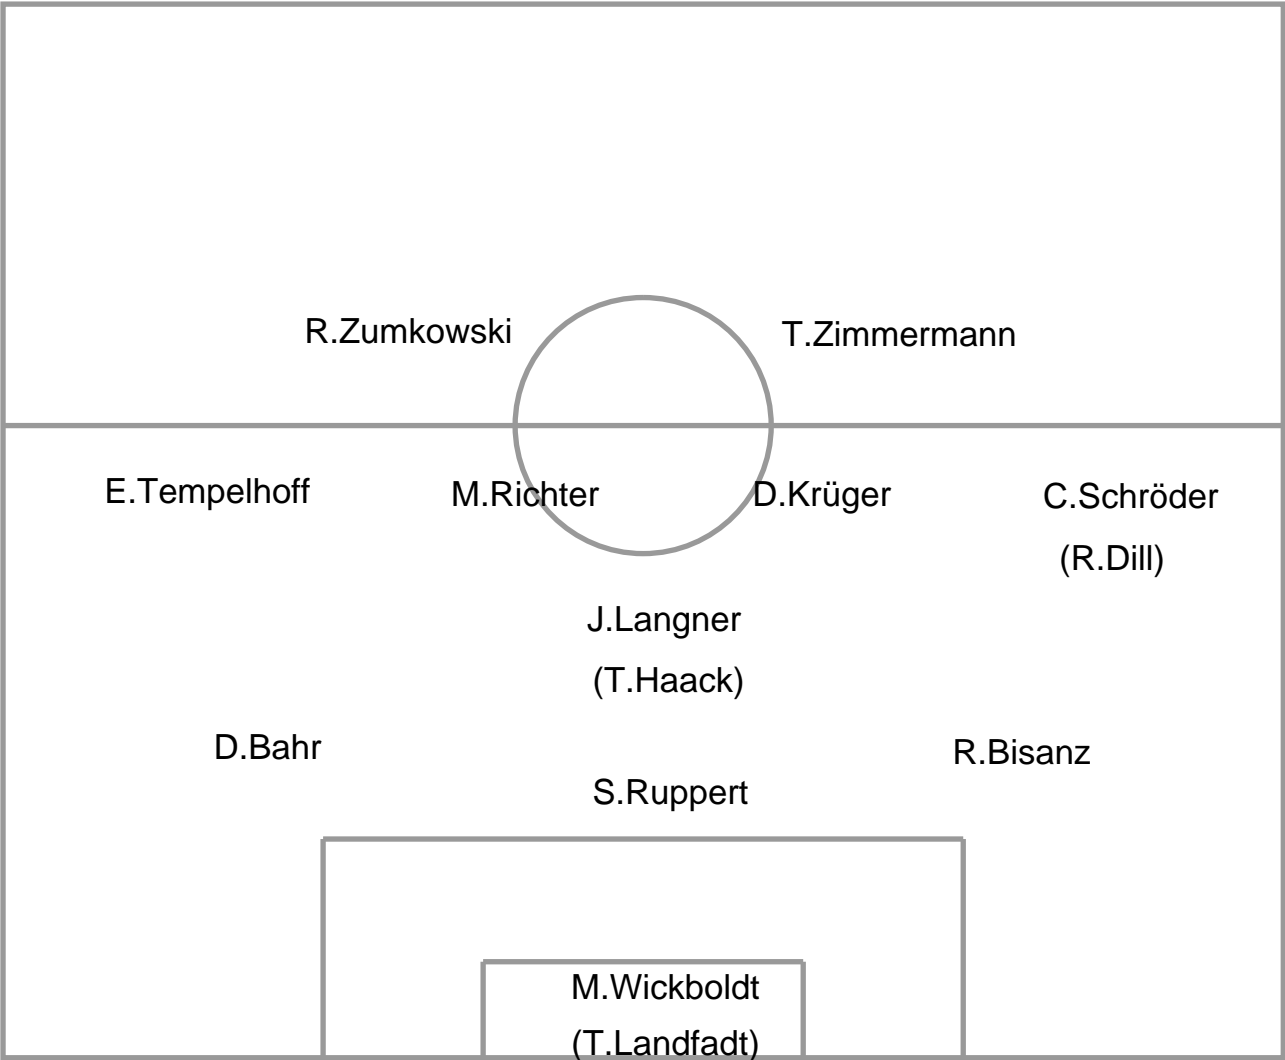 R.Zumkowski
T.Zimmermann
E.Tempelhoff
M.Richter
D.Krüger
C.Schröder
(R.Dill)
J.Langner
(T.Haack)
D.Bahr
R.Bisanz
S.Ruppert
M.Wickboldt
(T.Landfadt)